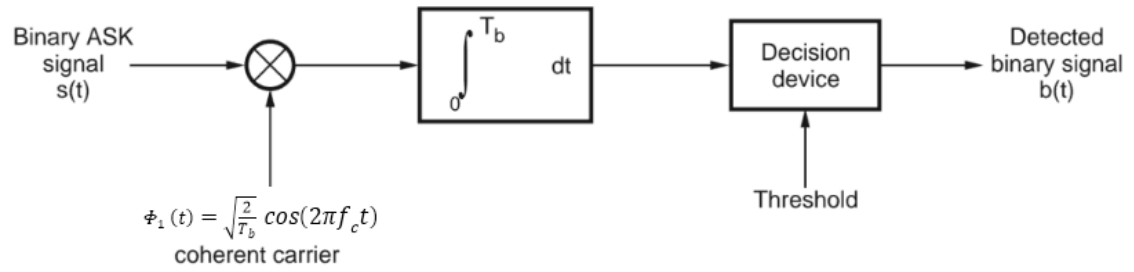 Binary ASK
signal
s(t)
∫₀ T_b dt
Decision
device
Detected
binary signal
b(t)
Φ₁ (t) = √(2/T_b) cos(2πf_c t)
coherent carrier
Threshold